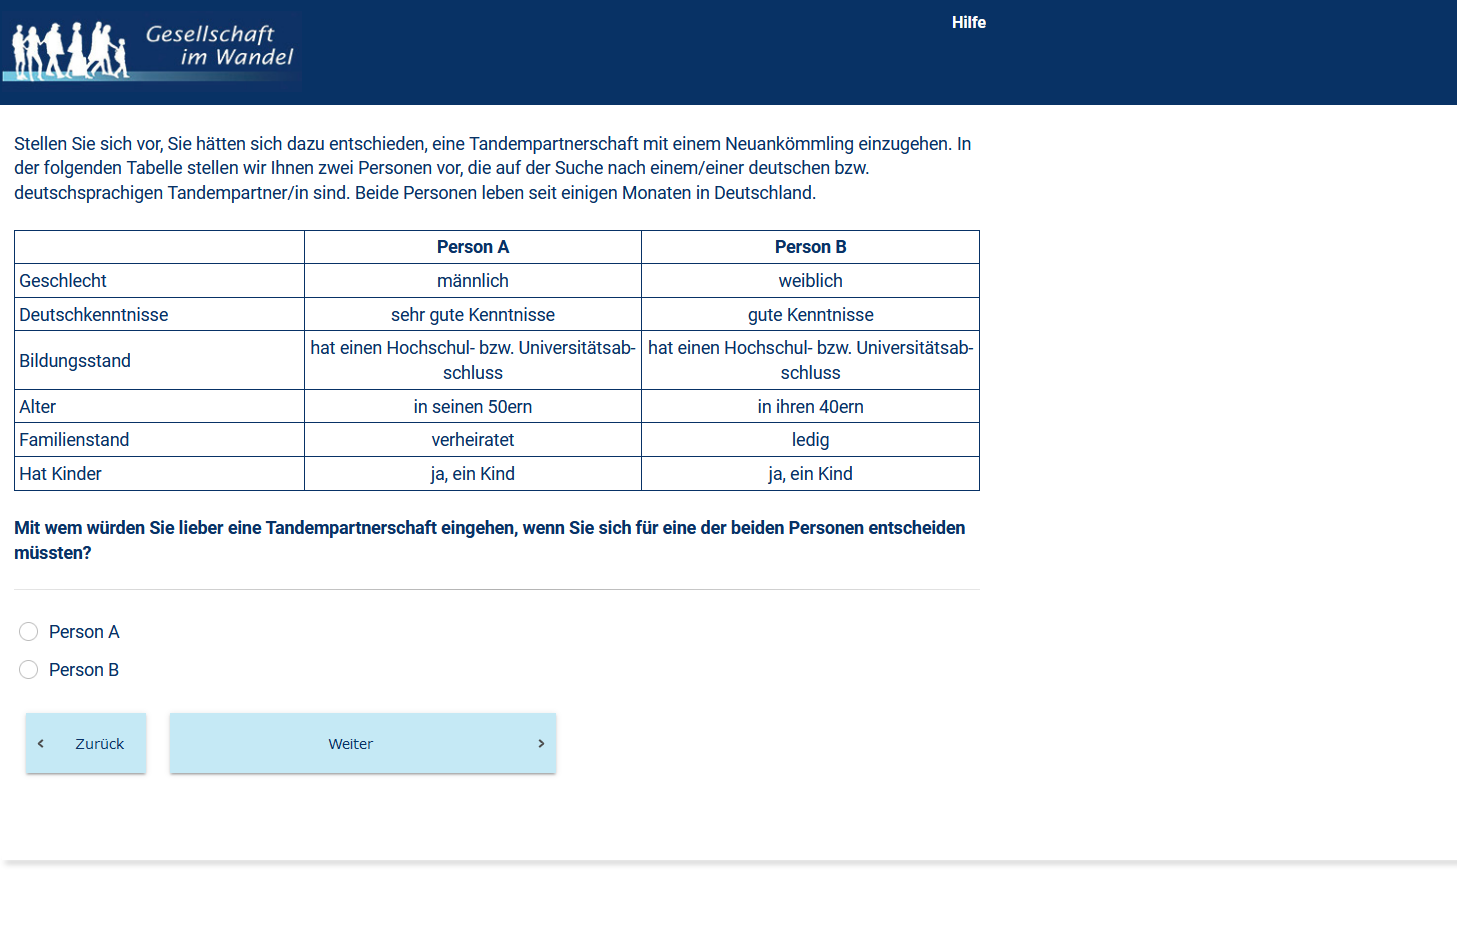 Gesellschaft
im Wandel
Hilfe
Stellen Sie sich vor, Sie hätten sich dazu entschieden, eine Tandempartnerschaft mit einem Neuankömmling einzugehen. In
der folgenden Tabelle stellen wir Ihnen zwei Personen vor, die auf der Suche nach einem/einer deutschen bzw.
deutschsprachigen Tandempartner/in sind. Beide Personen leben seit einigen Monaten in Deutschland.
Person A Person B
Geschlecht männlich weiblich
Deutschkenntnisse sehr gute Kenntnisse gute Kenntnisse
Bildungsstand hat einen Hochschul- bzw. Universitätsab- hat einen Hochschul- bzw. Universitätsab-
schluss schluss
Alter in seinen 50ern in ihren 40ern
Familienstand verheiratet ledig
Hat Kinder ja, ein Kind ja, ein Kind
Mit wem würden Sie lieber eine Tandempartnerschaft eingehen, wenn Sie sich für eine der beiden Personen entscheiden
müssten?
Person A
Person B
‹ Zurück Weiter ›